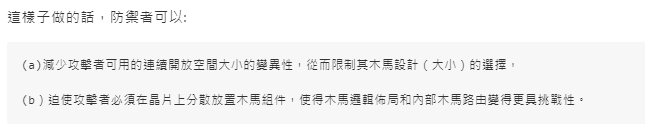 這樣子做的話，防禦者可以:
(a)減少攻擊者可用的連續開放空間大小的變異性，從而限制其木馬設計（大小）的選擇，
(b）迫使攻擊者必須在晶片上分散放置木馬組件，使得木馬邏輯佈局和內部木馬路由變得更具挑戰性。